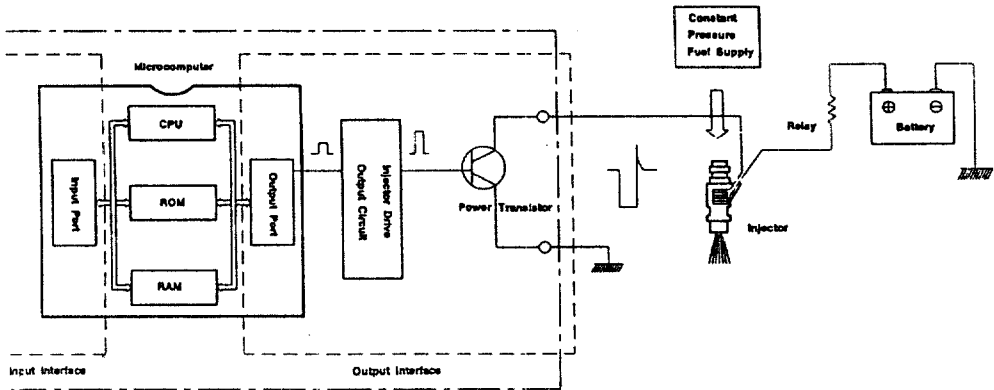 Constant
Pressure
Fuel Supply
Microcomputer
CPU
Input Port
ROM
RAM
Output Port
Injector Drive
Output Circuit
Power Transistor
Relay
⊕ ⊖
Battery
Injector
Input Interface
Output Interface